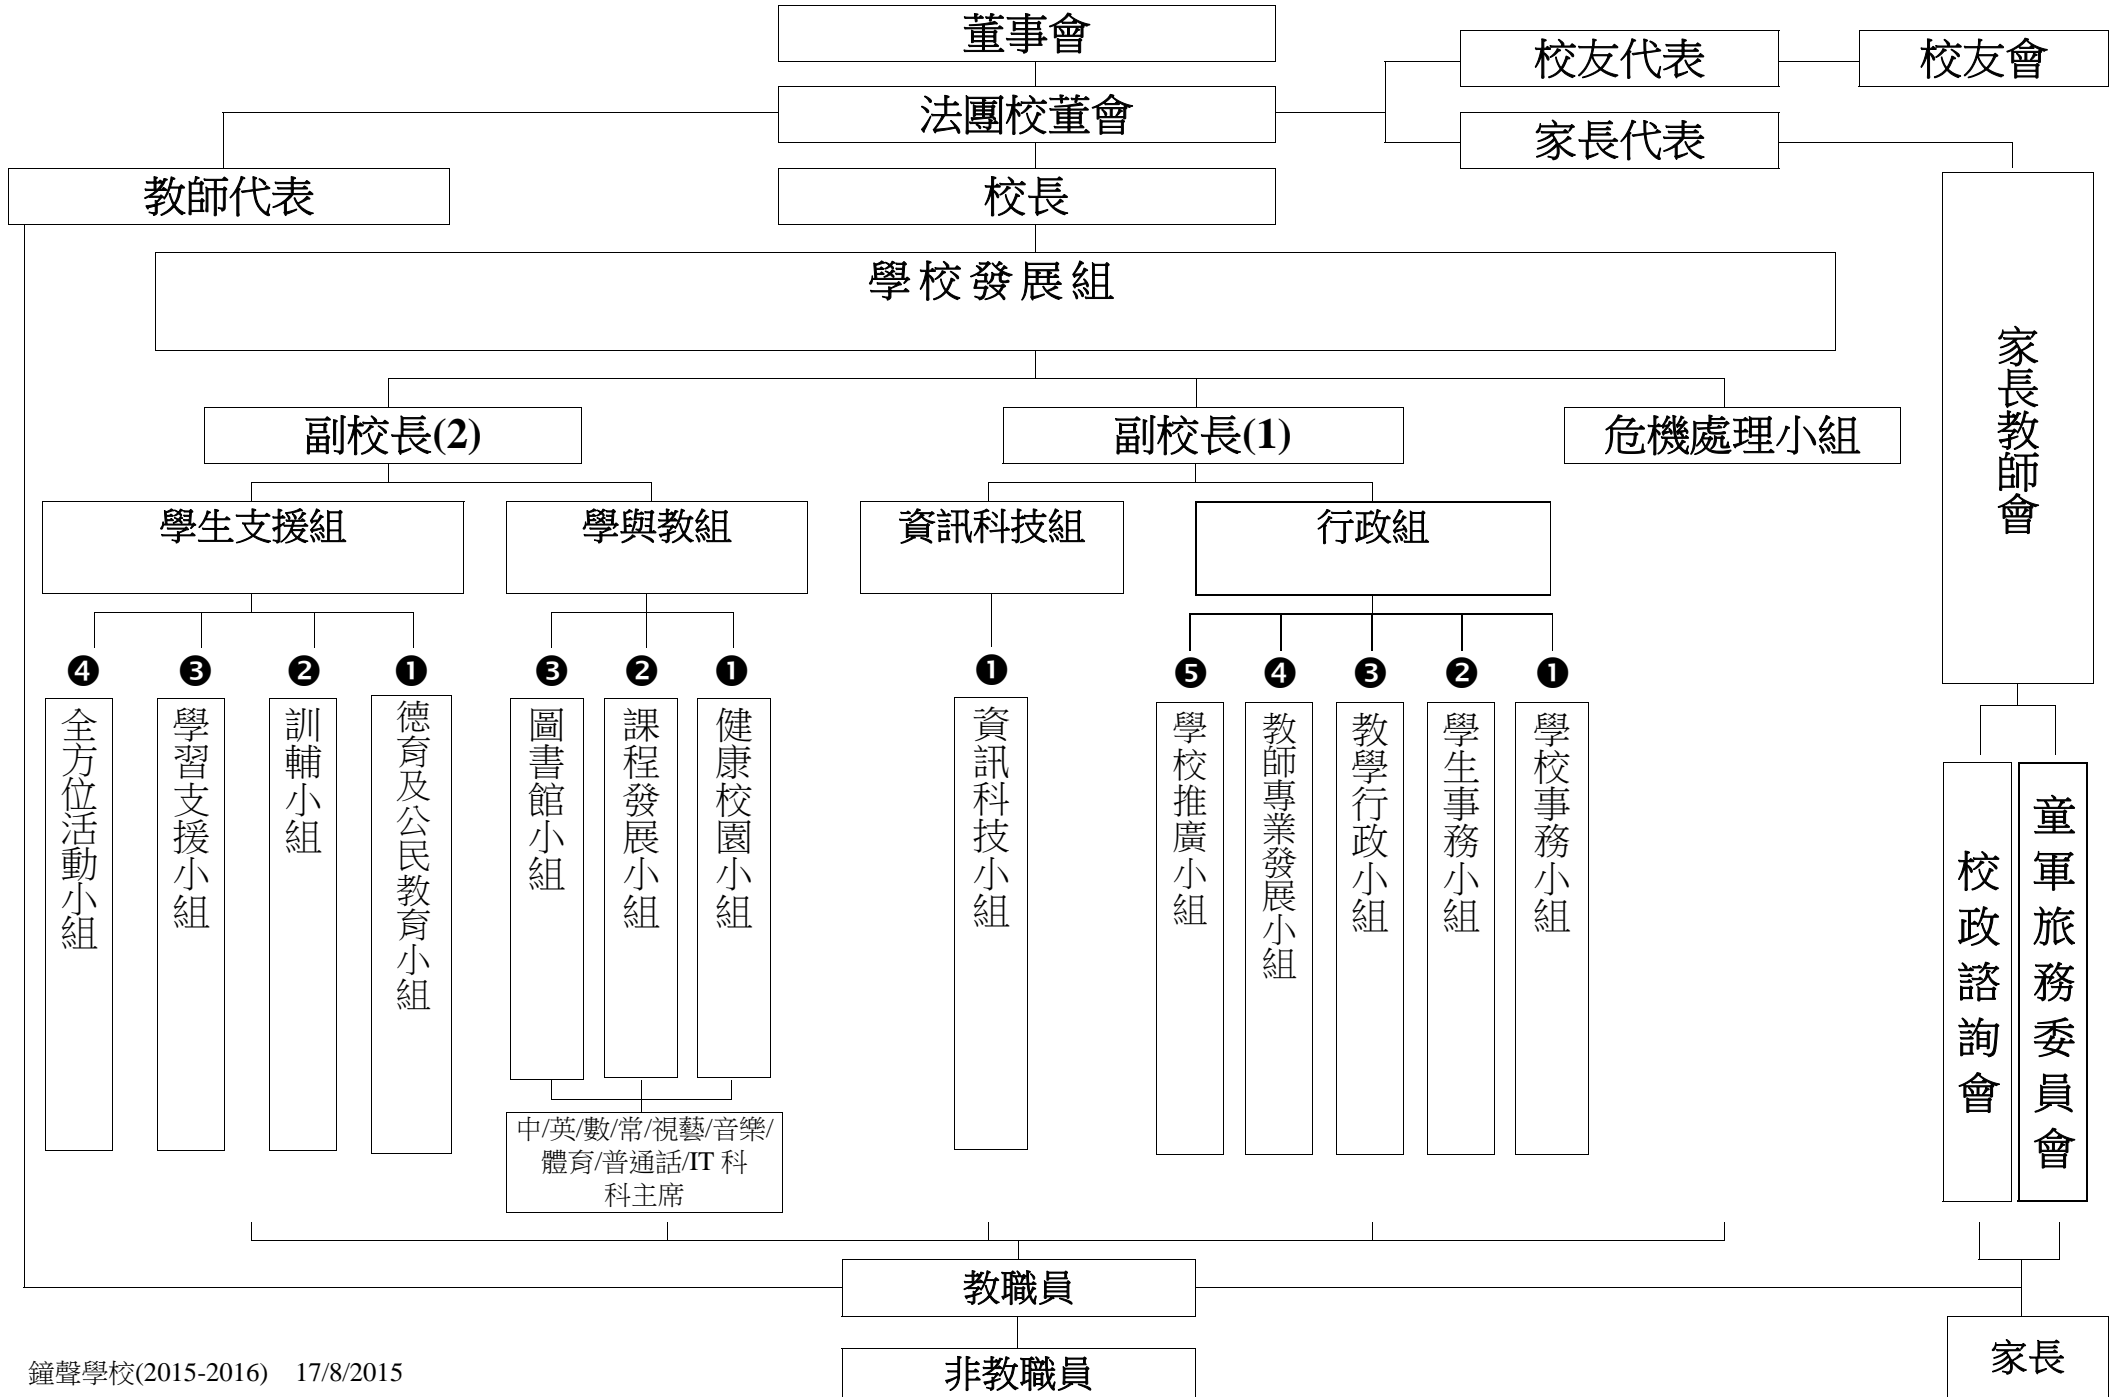 董事會
校友代表
校友會
法團校董會
家長代表
教師代表
校長
學校發展組
家長教師會
副校長(2)
副校長(1)
危機處理小組
學生支援組
學與教組
資訊科技組
行政組
❹
❸
❷
❶
❸
❷
❶
❶
❺
❹
❸
❷
❶
全方位活動小組
學習支援小組
訓輔小組
德育及公民教育小組
圖書館小組
課程發展小組
健康校園小組
資訊科技小組
學校推廣小組
教師專業發展小組
教學行政小組
學生事務小組
學校事務小組
校政諮詢會
童軍旅務委員會
中/英/數/常/視藝/音樂/
體育/普通話/IT 科
科主席
教職員
非教職員
家長
鐘聲學校(2015-2016) 17/8/2015